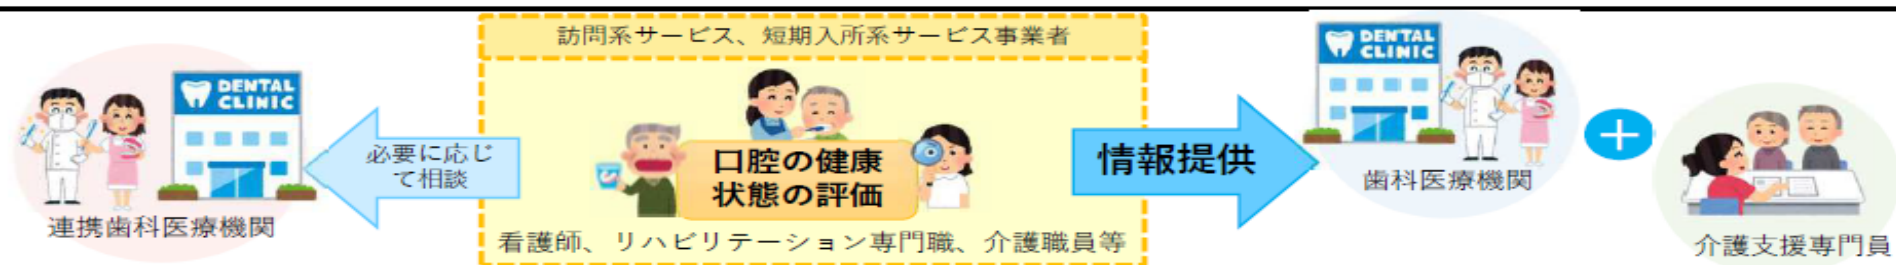 訪問系サービス、短期入所系サービス事業者
DENTAL
CLINIC
連携歯科医療機関
必要に応じ
て相談
口腔の健康
状態の評価
看護師、リハビリテーション専門職、介護職員等
情報提供
DENTAL
CLINIC
歯科医療機関
介護支援専門員